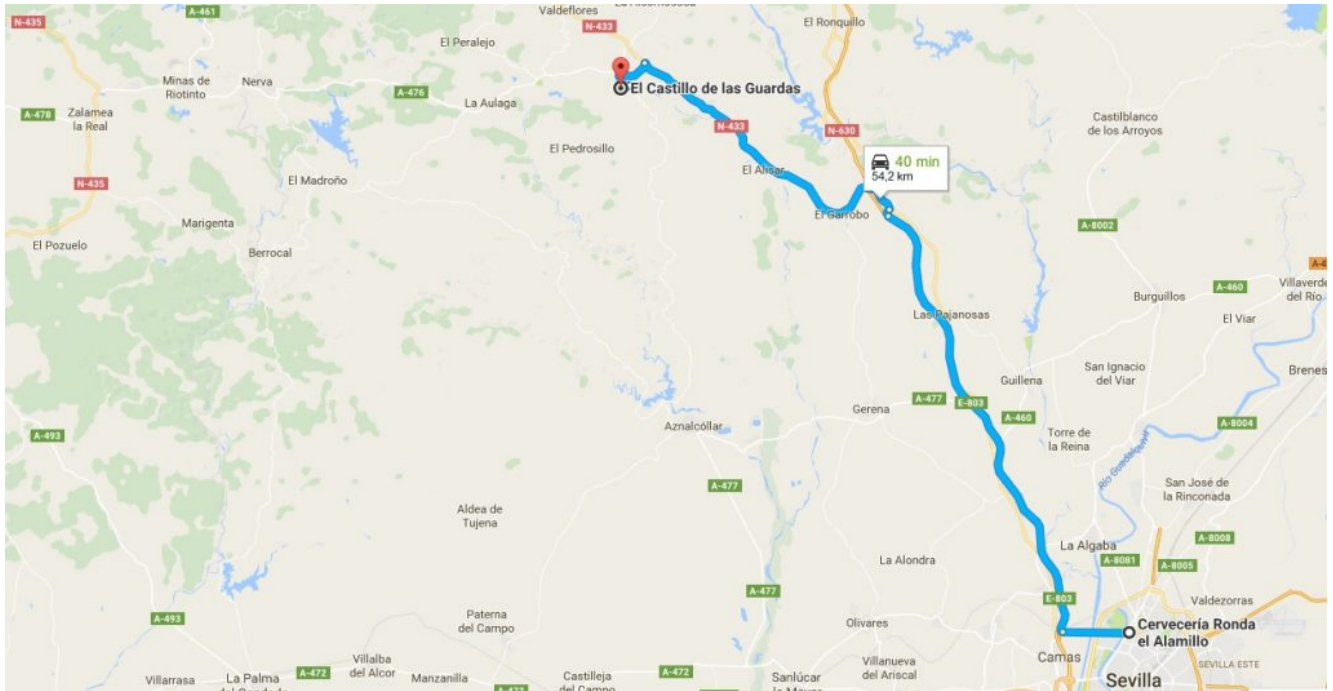 N-435
A-461
Valdeflores
N-433
El Ronquillo
El Peralejo
Minas de
Riotinto
Nerva
A-476
El Castillo de las Guardas
La Aulaga
A-478
Zalamea
la Real
N-433
N-630
Castilblanco
de los Arroyos
El Pedrosillo
40 min
54,2 km
El Alisar
N-435
El Madroño
Marigenta
El Garrobo
A-8002
El Pozuelo
Berrocal
A-4
A-460
Villaverde
del Río
Burguillos
El Viar
Las Pajanosas
San Ignacio
del Viar
Brenes
Guillena
A-477
E-803
Gerena
A-460
Aznalcóllar
A-8004
A-493
Torre de
la Reina
Río Guadalquivir
A-477
San José de
la Rinconada
Aldea de
Tujena
La Algaba
A-8008
La Alondra
A-8081
A-8005
A-477
E-803
Valdezorras
A-493
Paterna
del Campo
Olivares
Cervecería Ronda
el Alamillo
Camas
SEVILLA ESTE
Villalba
del Alcor
A-472
A-472
Villanueva
del Ariscal
Villarrasa
La Palma
Manzanilla
Castilleja
del Campo
Sanlúcar
Sevilla